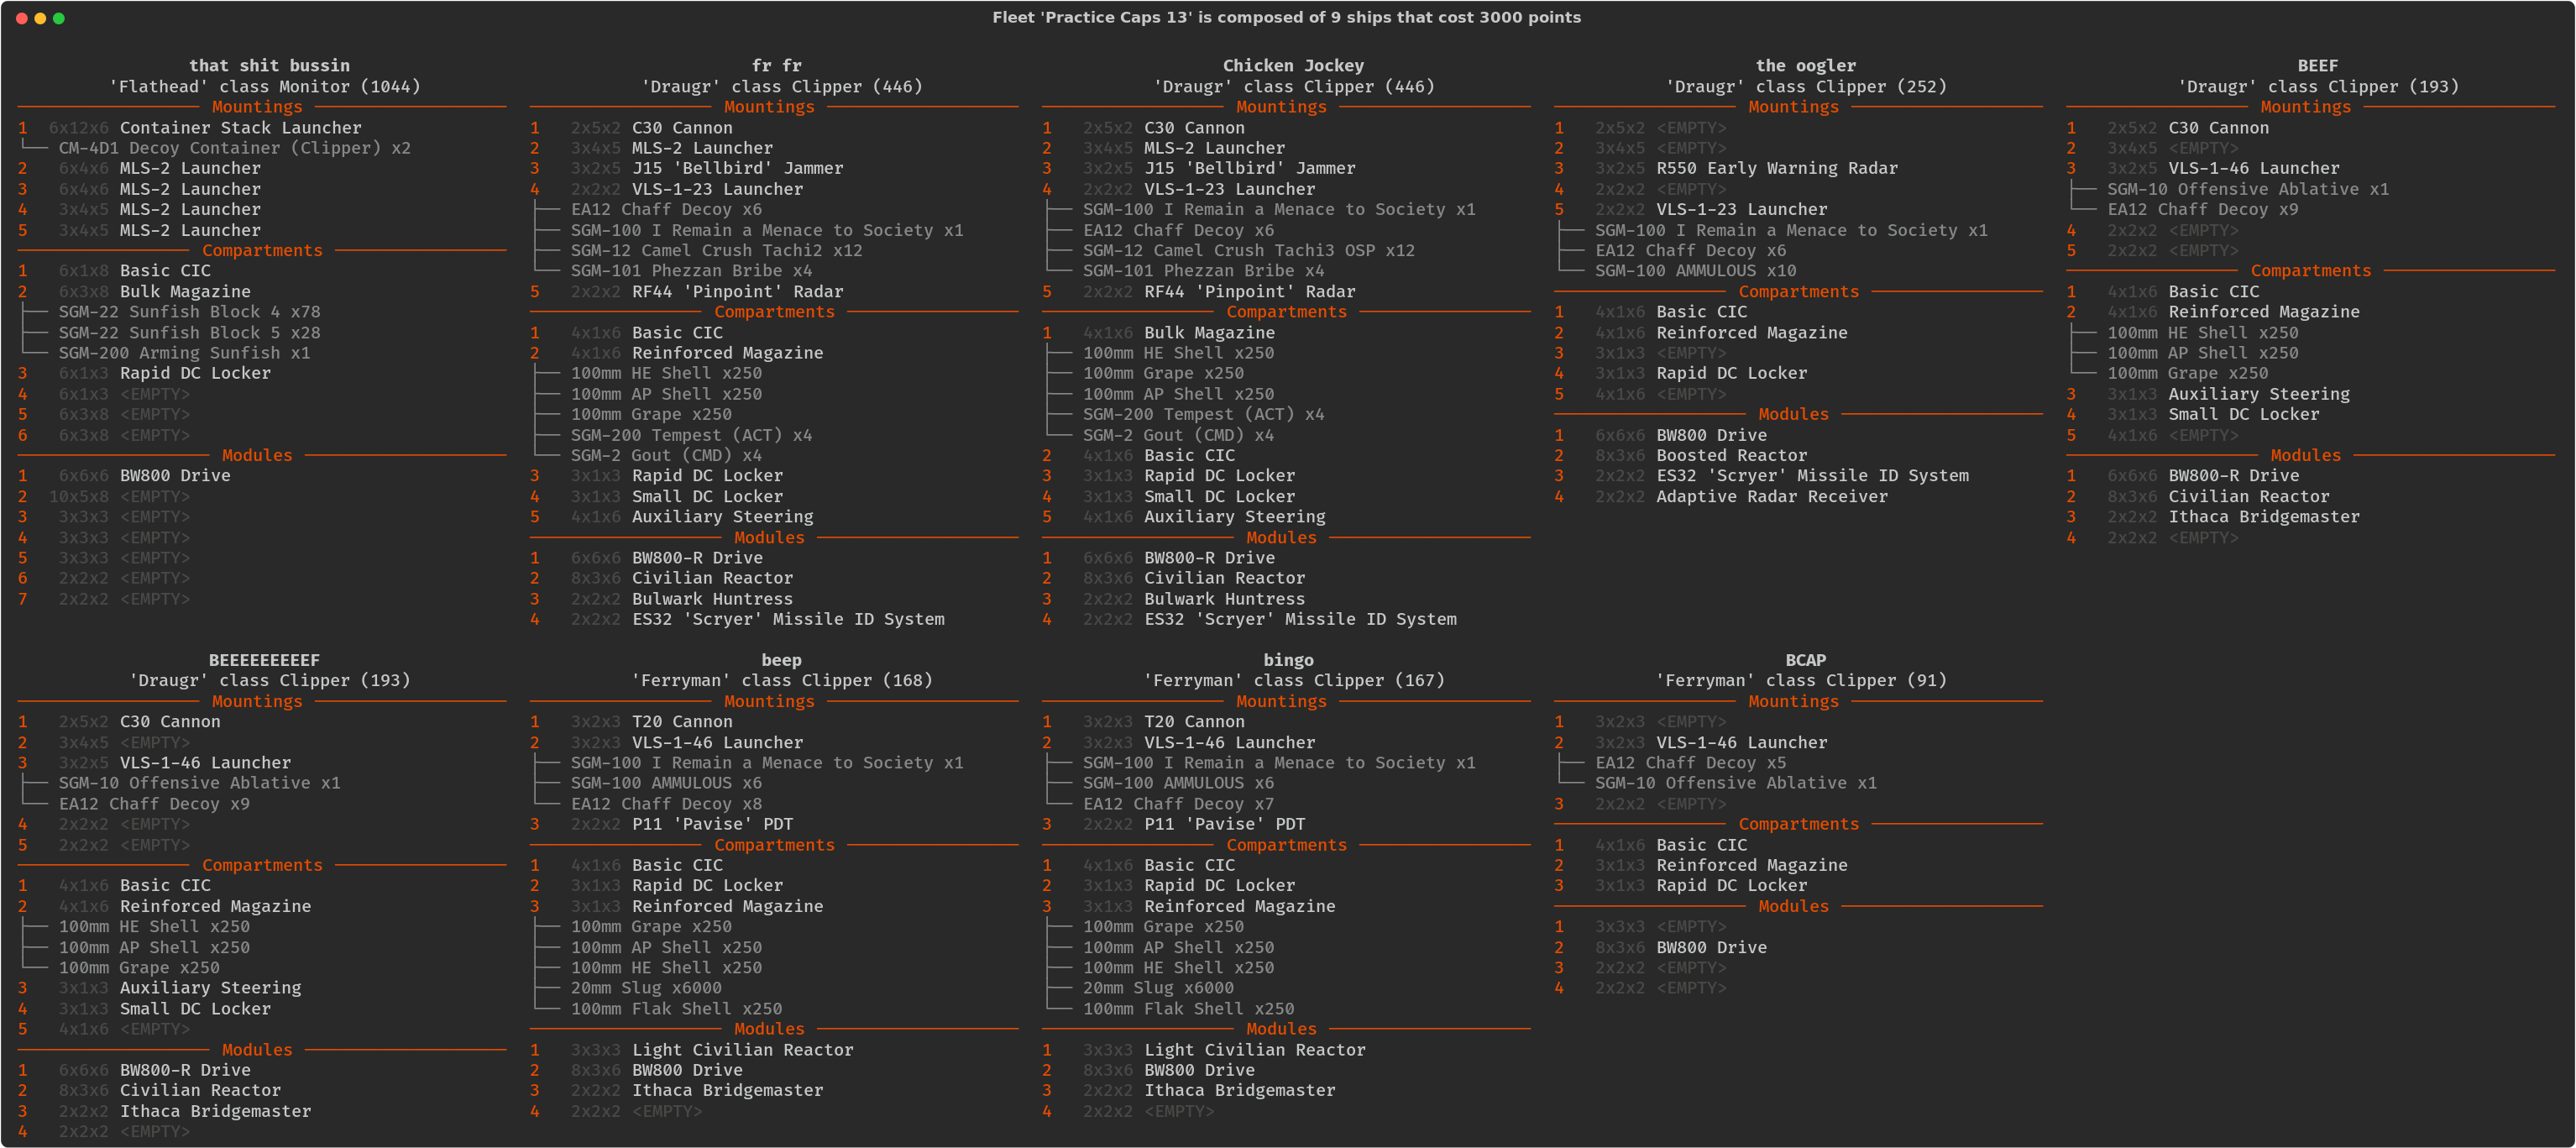 Fleet 'Practice Caps 13' is composed of 9 ships that cost 3000 points
that shit bussin
'Flathead' class Monitor (1044)
Mountings
1 6x12x6 Container Stack Launcher
CM-4D1 Decoy Container (Clipper) x2
2 6x4x6 MLS-2 Launcher
3 6x4x6 MLS-2 Launcher
4 3x4x5 MLS-2 Launcher
5 3x4x5 MLS-2 Launcher
Compartments
1 6x1x8 Basic CIC
2 6x3x8 Bulk Magazine
SGM-22 Sunfish Block 4 x78
SGM-22 Sunfish Block 5 x28
SGM-200 Arming Sunfish x1
3 6x1x3 Rapid DC Locker
4 6x1x3 <EMPTY>
5 6x3x8 <EMPTY>
6 6x3x8 <EMPTY>
Modules
1 6x6x6 BW800 Drive
2 10x5x8 <EMPTY>
3 3x3x3 <EMPTY>
4 3x3x3 <EMPTY>
5 3x3x3 <EMPTY>
6 2x2x2 <EMPTY>
7 2x2x2 <EMPTY>
fr fr
'Draugr' class Clipper (446)
Mountings
1 2x5x2 C30 Cannon
2 3x4x5 MLS-2 Launcher
3 3x2x5 J15 'Bellbird' Jammer
4 2x2x2 VLS-1-23 Launcher
EA12 Chaff Decoy x6
SGM-100 I Remain a Menace to Society x1
SGM-12 Camel Crush Tachi2 x12
SGM-101 Phezzan Bribe x4
5 2x2x2 RF44 'Pinpoint' Radar
Compartments
1 4x1x6 Basic CIC
2 4x1x6 Reinforced Magazine
100mm HE Shell x250
100mm AP Shell x250
100mm Grape x250
SGM-200 Tempest (ACT) x4
SGM-2 Gout (CMD) x4
3 3x1x3 Rapid DC Locker
4 3x1x3 Small DC Locker
5 4x1x6 Auxiliary Steering
Modules
1 6x6x6 BW800-R Drive
2 8x3x6 Civilian Reactor
3 2x2x2 Bulwark Huntress
4 2x2x2 ES32 'Scryer' Missile ID System
Chicken Jockey
'Draugr' class Clipper (446)
Mountings
1 2x5x2 C30 Cannon
2 3x4x5 MLS-2 Launcher
3 3x2x5 J15 'Bellbird' Jammer
4 2x2x2 VLS-1-23 Launcher
SGM-100 I Remain a Menace to Society x1
EA12 Chaff Decoy x6
SGM-12 Camel Crush Tachi3 OSP x12
SGM-101 Phezzan Bribe x4
5 2x2x2 RF44 'Pinpoint' Radar
Compartments
1 4x1x6 Bulk Magazine
100mm HE Shell x250
100mm Grape x250
100mm AP Shell x250
SGM-200 Tempest (ACT) x4
SGM-2 Gout (CMD) x4
2 4x1x6 Basic CIC
3 3x1x3 Rapid DC Locker
4 3x1x3 Small DC Locker
5 4x1x6 Auxiliary Steering
Modules
1 6x6x6 BW800-R Drive
2 8x3x6 Civilian Reactor
3 2x2x2 Bulwark Huntress
4 2x2x2 ES32 'Scryer' Missile ID System
the oogler
'Draugr' class Clipper (252)
Mountings
1 2x5x2 <EMPTY>
2 3x4x5 <EMPTY>
3 3x2x5 R550 Early Warning Radar
4 2x2x2 <EMPTY>
5 2x2x2 VLS-1-23 Launcher
SGM-100 I Remain a Menace to Society x1
EA12 Chaff Decoy x6
SGM-100 AMMULOUS x10
Compartments
1 4x1x6 Basic CIC
2 4x1x6 Reinforced Magazine
3 3x1x3 <EMPTY>
4 3x1x3 Rapid DC Locker
5 4x1x6 <EMPTY>
Modules
1 6x6x6 BW800 Drive
2 8x3x6 Boosted Reactor
3 2x2x2 ES32 'Scryer' Missile ID System
4 2x2x2 Adaptive Radar Receiver
BEEF
'Draugr' class Clipper (193)
Mountings
1 2x5x2 C30 Cannon
2 3x4x5 <EMPTY>
3 3x2x5 VLS-1-46 Launcher
SGM-10 Offensive Ablative x1
EA12 Chaff Decoy x9
4 2x2x2 <EMPTY>
5 2x2x2 <EMPTY>
Compartments
1 4x1x6 Basic CIC
2 4x1x6 Reinforced Magazine
100mm HE Shell x250
100mm AP Shell x250
100mm Grape x250
3 3x1x3 Auxiliary Steering
4 3x1x3 Small DC Locker
5 4x1x6 <EMPTY>
Modules
1 6x6x6 BW800-R Drive
2 8x3x6 Civilian Reactor
3 2x2x2 Ithaca Bridgemaster
4 2x2x2 <EMPTY>
BEEEEEEEEEF
'Draugr' class Clipper (193)
Mountings
1 2x5x2 C30 Cannon
2 3x4x5 <EMPTY>
3 3x2x5 VLS-1-46 Launcher
SGM-10 Offensive Ablative x1
EA12 Chaff Decoy x9
4 2x2x2 <EMPTY>
5 2x2x2 <EMPTY>
Compartments
1 4x1x6 Basic CIC
2 4x1x6 Reinforced Magazine
100mm HE Shell x250
100mm AP Shell x250
100mm Grape x250
3 3x1x3 Auxiliary Steering
4 3x1x3 Small DC Locker
5 4x1x6 <EMPTY>
Modules
1 6x6x6 BW800-R Drive
2 8x3x6 Civilian Reactor
3 2x2x2 Ithaca Bridgemaster
4 2x2x2 <EMPTY>
beep
'Ferryman' class Clipper (168)
Mountings
1 3x2x3 T20 Cannon
2 3x2x3 VLS-1-46 Launcher
SGM-100 I Remain a Menace to Society x1
SGM-100 AMMULOUS x6
EA12 Chaff Decoy x8
3 2x2x2 P11 'Pavise' PDT
Compartments
1 4x1x6 Basic CIC
2 3x1x3 Rapid DC Locker
3 3x1x3 Reinforced Magazine
100mm Grape x250
100mm AP Shell x250
100mm HE Shell x250
20mm Slug x6000
100mm Flak Shell x250
Modules
1 3x3x3 Light Civilian Reactor
2 8x3x6 BW800 Drive
3 2x2x2 Ithaca Bridgemaster
4 2x2x2 <EMPTY>
bingo
'Ferryman' class Clipper (167)
Mountings
1 3x2x3 T20 Cannon
2 3x2x3 VLS-1-46 Launcher
SGM-100 I Remain a Menace to Society x1
SGM-100 AMMULOUS x6
EA12 Chaff Decoy x7
3 2x2x2 P11 'Pavise' PDT
Compartments
1 4x1x6 Basic CIC
2 3x1x3 Rapid DC Locker
3 3x1x3 Reinforced Magazine
100mm Grape x250
100mm AP Shell x250
100mm HE Shell x250
20mm Slug x6000
100mm Flak Shell x250
Modules
1 3x3x3 Light Civilian Reactor
2 8x3x6 BW800 Drive
3 2x2x2 Ithaca Bridgemaster
4 2x2x2 <EMPTY>
BCAP
'Ferryman' class Clipper (91)
Mountings
1 3x2x3 <EMPTY>
2 3x2x3 VLS-1-46 Launcher
EA12 Chaff Decoy x5
SGM-10 Offensive Ablative x1
3 2x2x2 <EMPTY>
Compartments
1 4x1x6 Basic CIC
2 3x1x3 Reinforced Magazine
3 3x1x3 Rapid DC Locker
Modules
1 3x3x3 <EMPTY>
2 8x3x6 BW800 Drive
3 2x2x2 <EMPTY>
4 2x2x2 <EMPTY>